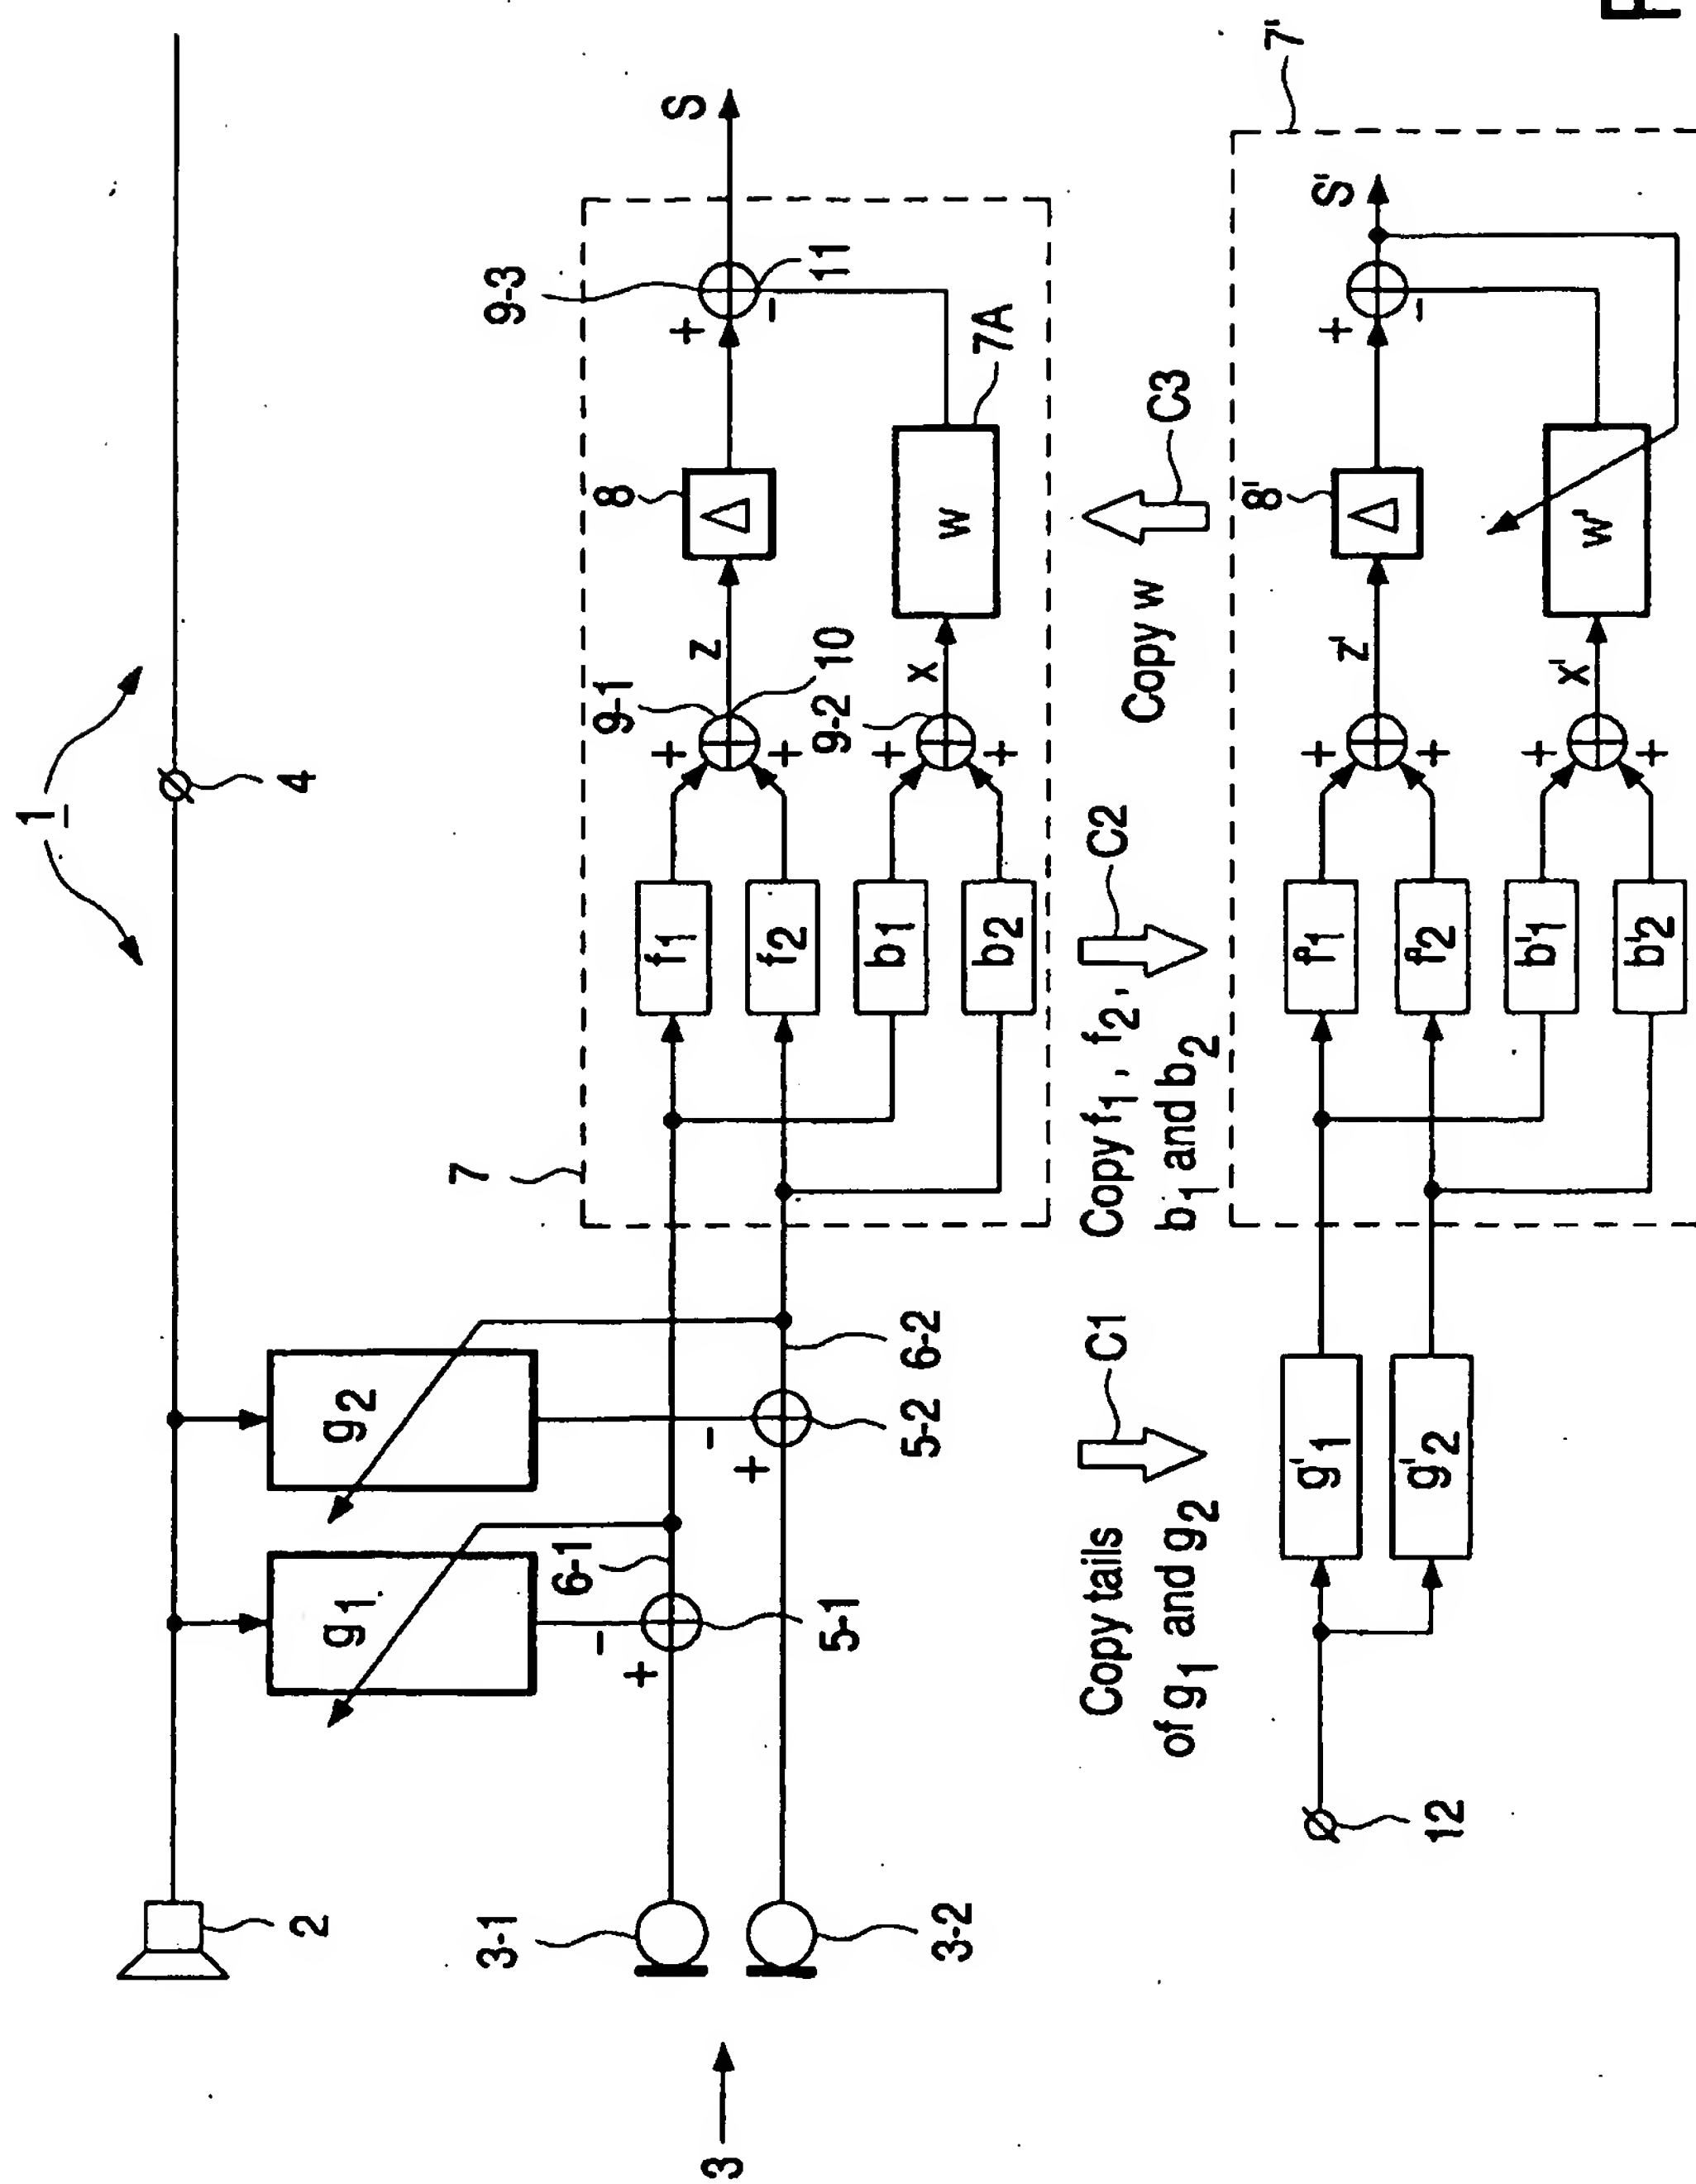 1
4
2
g1
g2
6-1
6-2
5-1
5-2
-
+
-
+
3-1
3-2
3
7
f1
f2
b1
b2
9-1
+
+
10
z
9-2
+
+
x
8
Δ
w
7A
9-3
+
-
11
S
Copy tails
of g1 and g2
C1
Copy f1, f2,
b1 and b2
C2
Copy w
C3
12
g'1
g'2
7'
f'1
f'2
b'1
b'2
+
+
z'
+
+
x'
8'
Δ
w'
+
-
S'